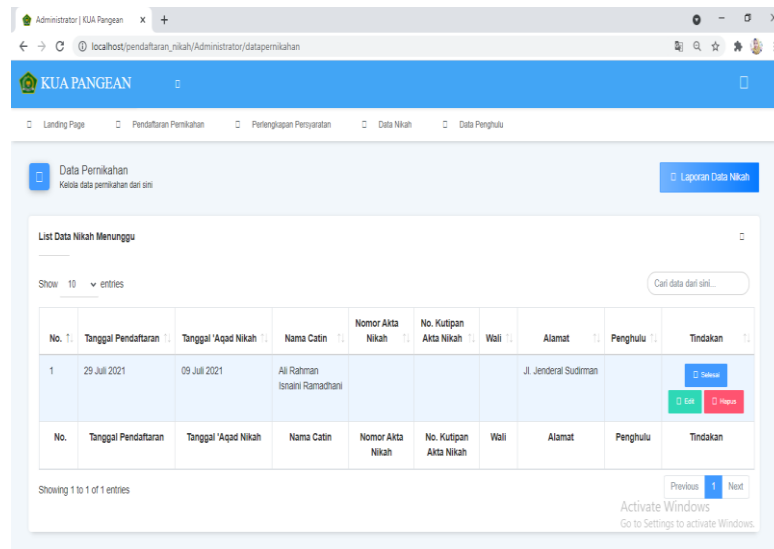 Administrator | KUA Pangean
localhost/pendaftaran_nikah/Administrator/datapernikahan
KUA PANGEAN
Landing Page Pendaftaran Pernikahan Perlengkapan Persyaratan Data Nikah Data Penghulu
Data Pernikahan
Kelola data pernikahan dari sini
Laporan Data Nikah
List Data Nikah Menunggu
Show 10 entries
Cari data dari sini...
No. Tanggal Pendaftaran Tanggal 'Aqad Nikah Nama Catin Nomor Akta Nikah No. Kutipan Akta Nikah Wali Alamat Penghulu Tindakan
1 29 Juli 2021 09 Juli 2021 Ali Rahman Jl. Jenderal Sudirman Selesai
Isnaini Ramadhani
Edit Hapus
No. Tanggal Pendaftaran Tanggal 'Aqad Nikah Nama Catin Nomor Akta Nikah No. Kutipan Akta Nikah Wali Alamat Penghulu Tindakan
Showing 1 to 1 of 1 entries
Previous 1 Next
Activate Windows
Go to Settings to activate Windows.